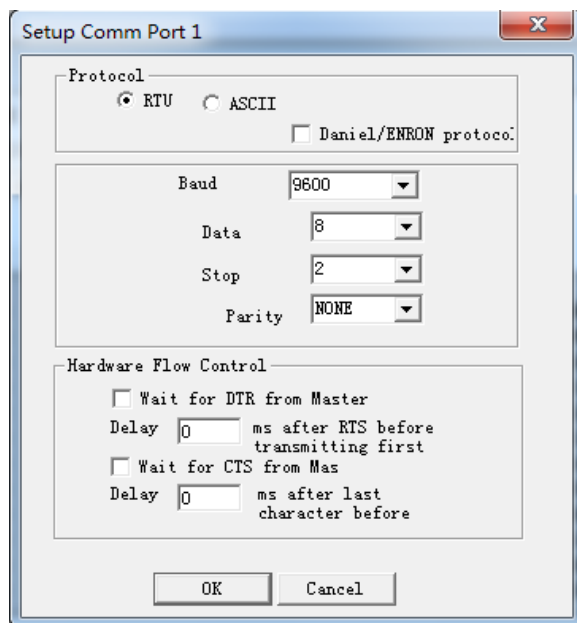 Setup Comm Port 1
Protocol
RTU
ASCII
Daniel/ENRON protocol
Baud
9600
Data
8
Stop
2
Parity
NONE
Hardware Flow Control
Wait for DTR from Master
Delay 0 ms after RTS before
transmitting first
Wait for CTS from Mas
Delay 0 ms after last
character before
OK
Cancel